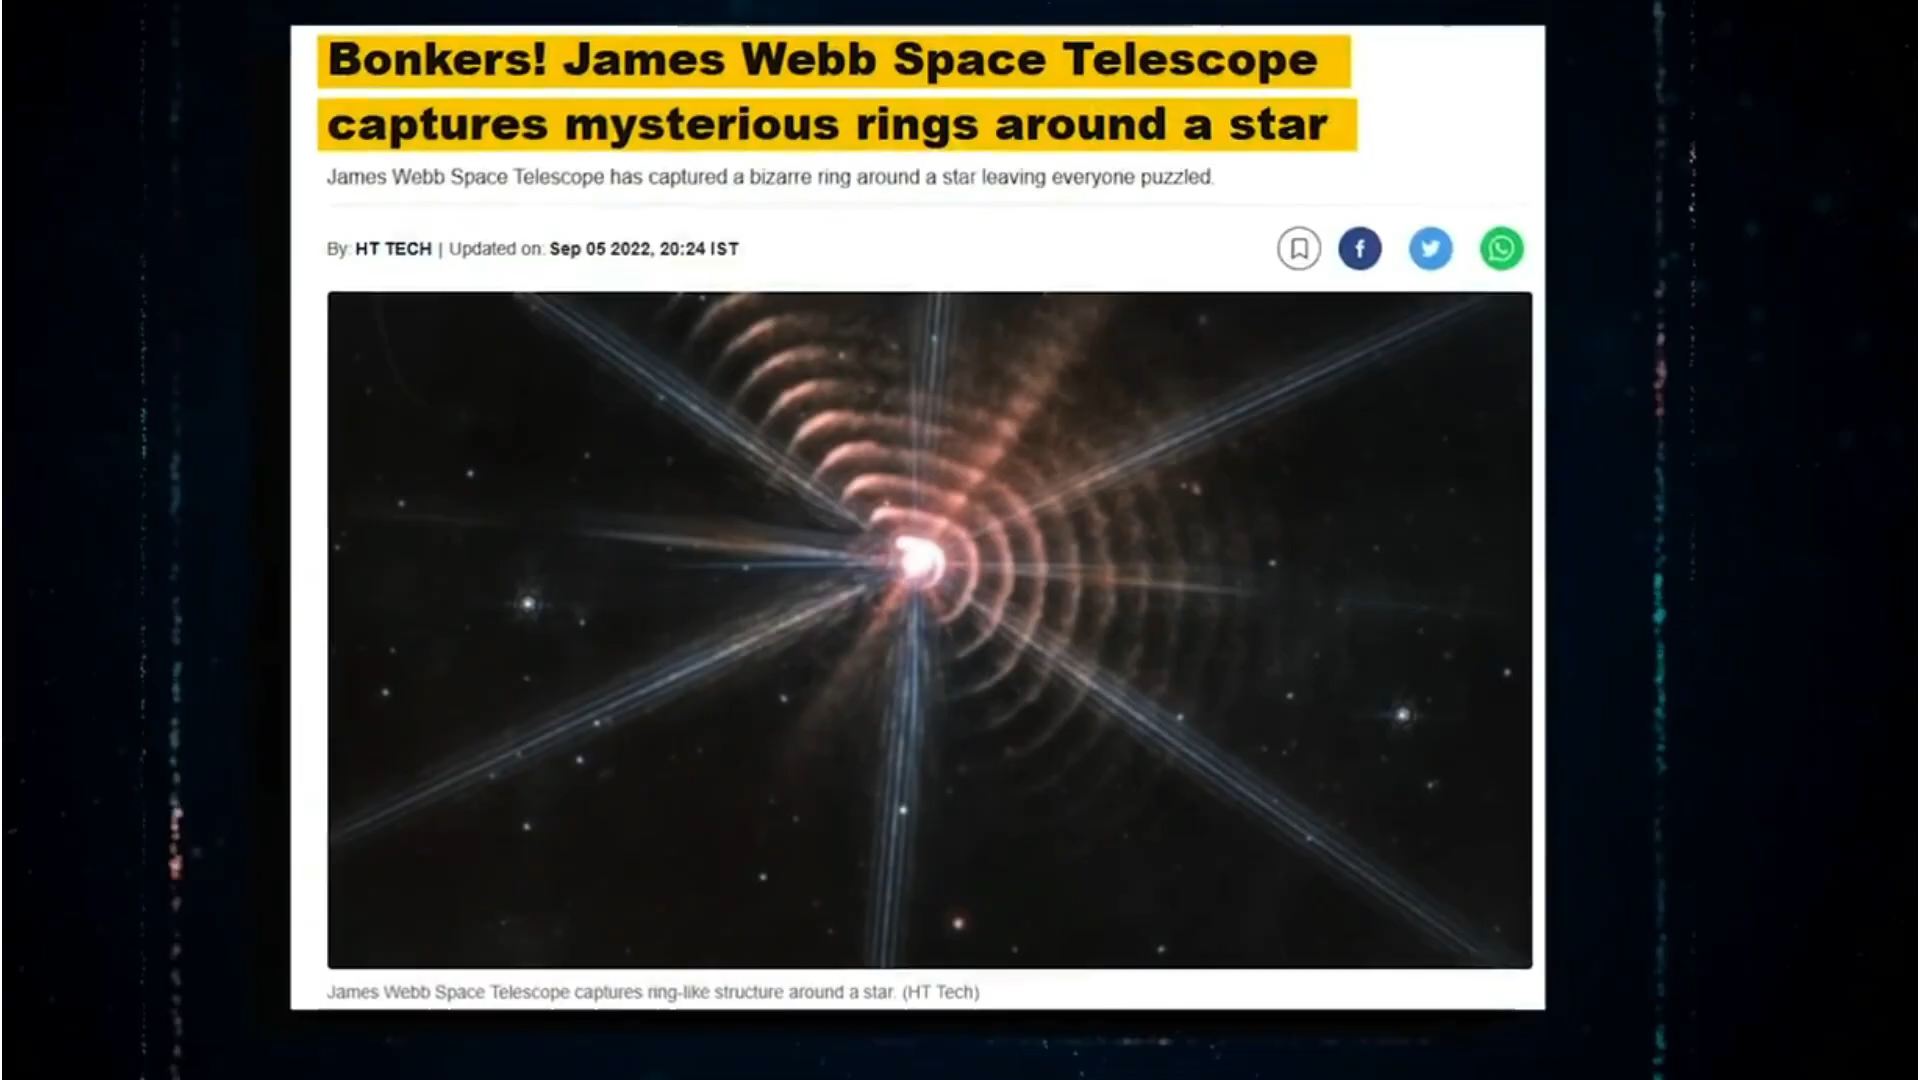 Bonkers! James Webb Space Telescope
captures mysterious rings around a star
James Webb Space Telescope has captured a bizarre ring around a star leaving everyone puzzled.
By: HT TECH | Updated on: Sep 05 2022, 20:24 IST
James Webb Space Telescope captures ring-like structure around a star. (HT Tech)